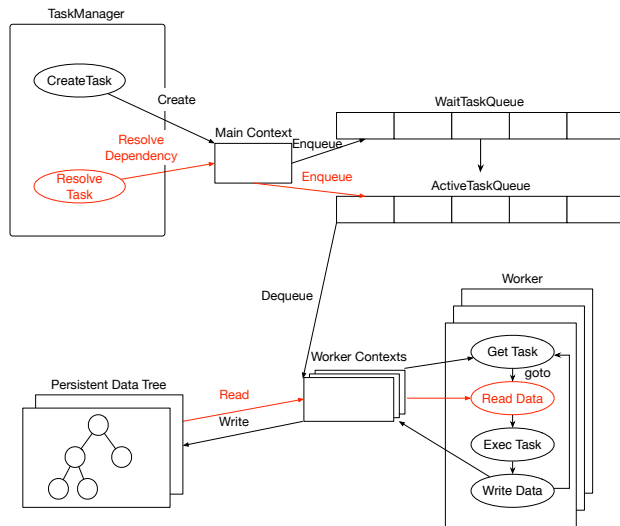 TaskManager
CreateTask
Create
Resolve
Dependency
Resolve
Task
Main Context
Enqueue
Enqueue
WaitTaskQueue
ActiveTaskQueue
Dequeue
Worker
Worker Contexts
Get Task
goto
Read Data
Exec Task
Write Data
Persistent Data Tree
Read
Write